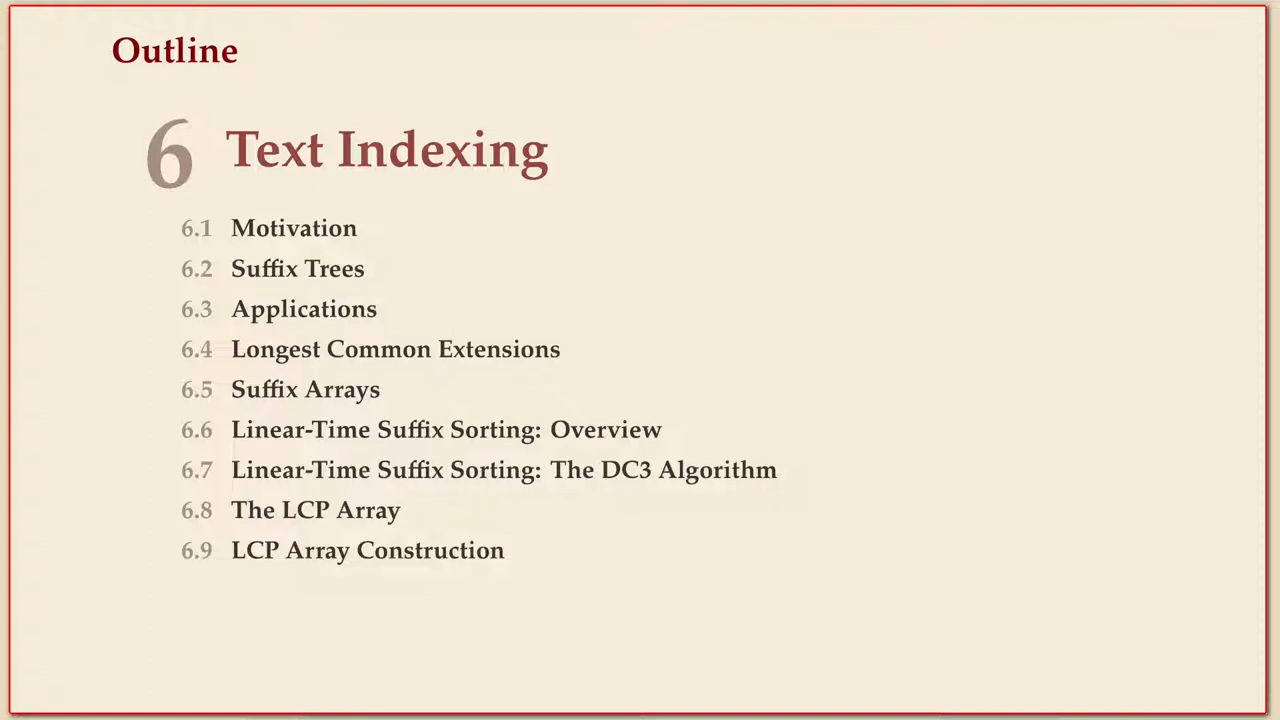 Outline
6 Text Indexing
6.1 Motivation
6.2 Suffix Trees
6.3 Applications
6.4 Longest Common Extensions
6.5 Suffix Arrays
6.6 Linear-Time Suffix Sorting: Overview
6.7 Linear-Time Suffix Sorting: The DC3 Algorithm
6.8 The LCP Array
6.9 LCP Array Construction